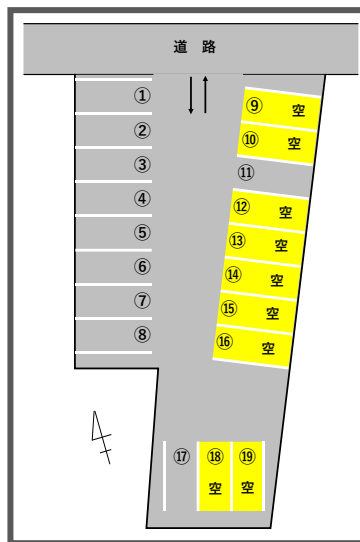 道 路
①
②
③
④
⑤
⑥
⑦
⑧
⑨ 空
⑩ 空
⑪
⑫ 空
⑬ 空
⑭ 空
⑮ 空
⑯ 空
⑰ ⑱ ⑲
空 空